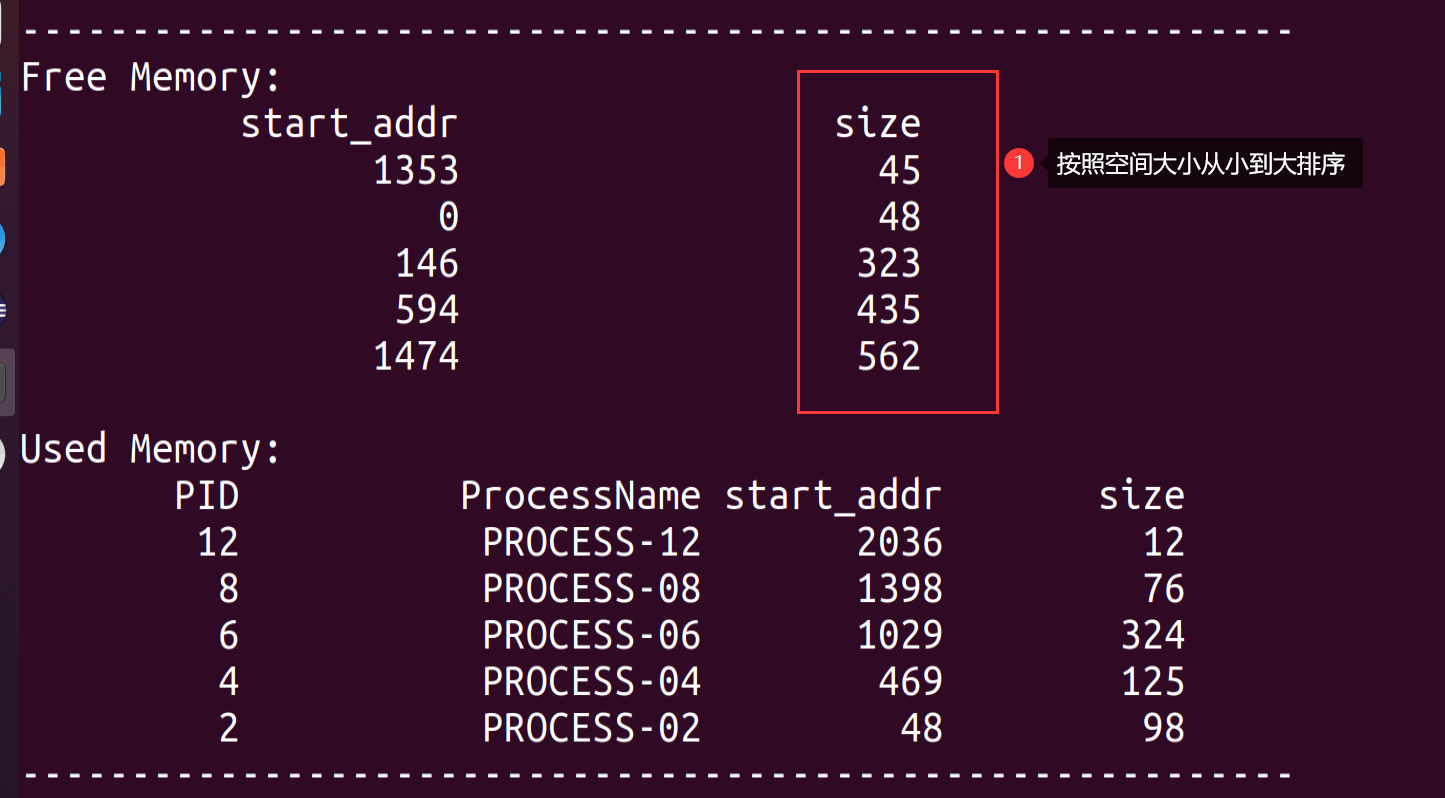 ------------------------------------------------------------
Free Memory:
start_addr size
1353 45
0 48
146 323
594 435
1474 562
1 按照空间大小从小到大排序
Used Memory:
PID ProcessName start_addr size
12 PROCESS-12 2036 12
8 PROCESS-08 1398 76
6 PROCESS-06 1029 324
4 PROCESS-04 469 125
2 PROCESS-02 48 98
------------------------------------------------------------